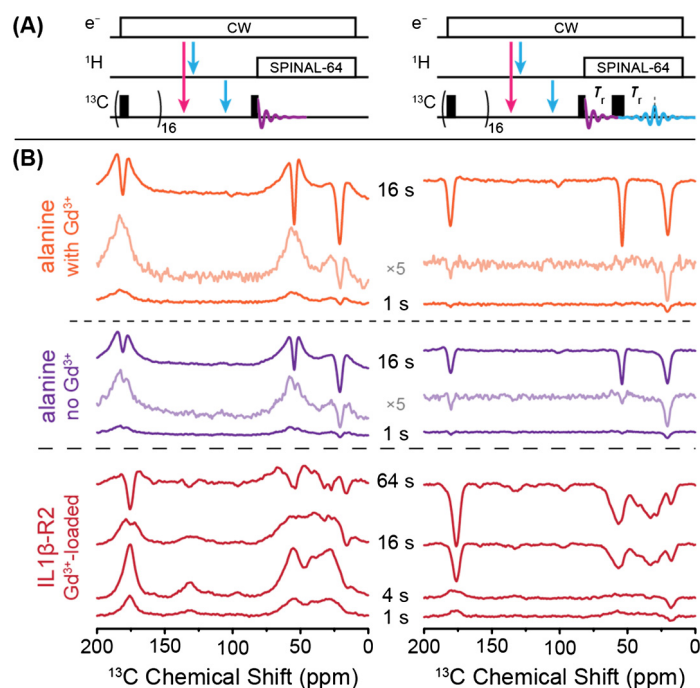 (A)
e⁻ CW CW
¹H SPINAL-64 SPINAL-64
¹³C 16 16 Tr Tr
(B)
alanine with Gd³⁺
16 s
×5
1 s
alanine no Gd³⁺
16 s
×5
1 s
IL1β-R2 Gd³⁺-loaded
64 s
16 s
4 s
1 s
200 150 100 50 0 200 150 100 50 0
¹³C Chemical Shift (ppm) ¹³C Chemical Shift (ppm)